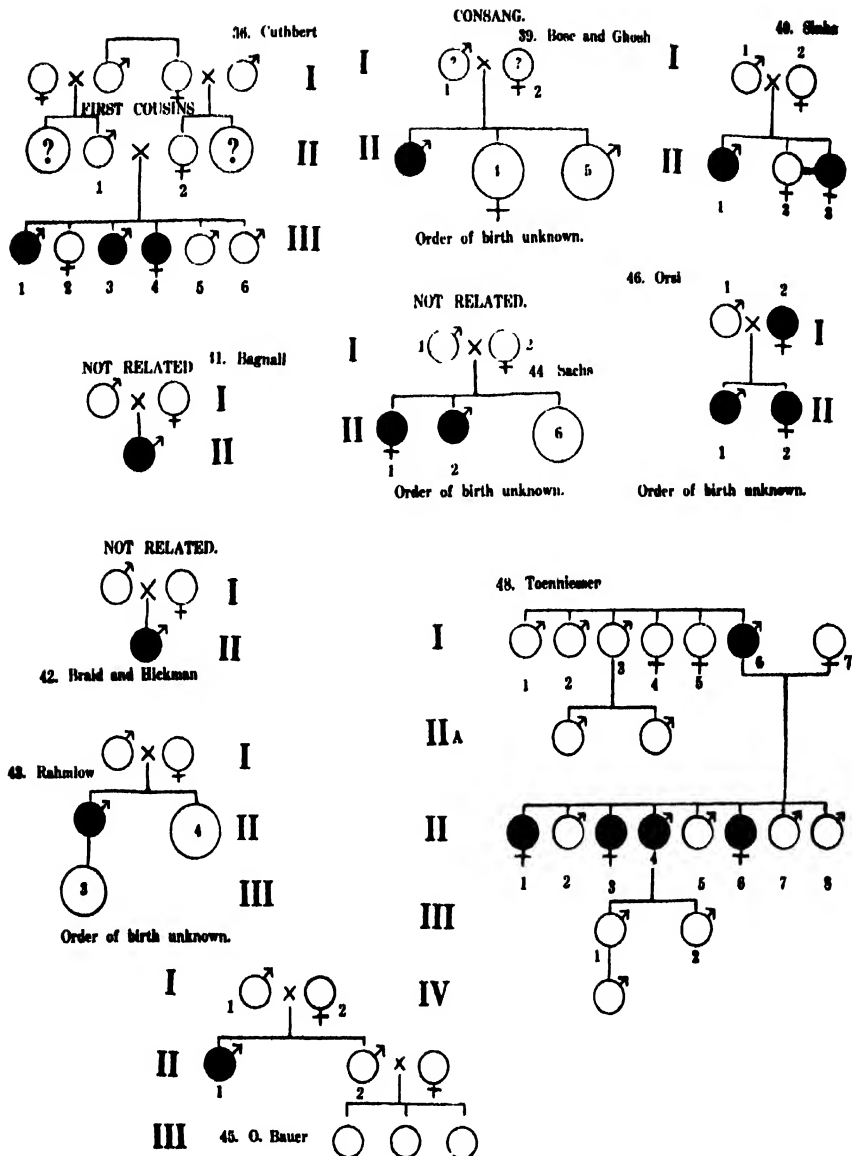 36. Cuthbert
I
FIRST COUSINS
? ? II
1 2
III
1 2 3 4 5 6
CONSANG.
39. Bose and Ghosh
I
? ?
1 2
II
4 5
Order of birth unknown.
40.
I
1 2
II
1 2 3
NOT RELATED
41. Bagnall
I
II
NOT RELATED.
I
1 2
44 Sachs
II
6
1 2
Order of birth unknown.
46. Orsi
1 2
I
II
1 2
Order of birth unknown.
NOT RELATED.
I
II
42. Braid and Hickman
I
43. Rahmlow
4 II
3 III
Order of birth unknown.
48.
I
1 2 3 4 5 6 7
II A
II
1 2 3 4 5 6 7 8
III
1 2
IV
I
1 2
II
1 2
III 45. O. Bauer